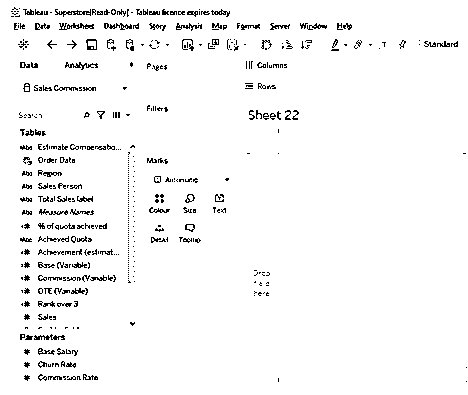 Tableau - Superstore[Read-Only] - Tableau licence expires today
File Data Worksheet Dashboard Story Analysis Map Format Server Window Help
Standard
Data Analytics
Pages
Columns
Sales Commission
Rows
Search
Filters
Sheet 22
Tables
Abc Estimate Compensatio...
Order Date
Abc Region
Abc Sales Person
Abc Total Sales label
Abc Measure Names
% of quota achieved
Abc Achieved Quota
Achievement (estimat...
Base (Variable)
Commission (Variable)
OTE (Variable)
Rank over 3
Sales
Marks
Automatic
Colour Size Text
Detail Tooltip
Drop
field
here
Parameters
Base Salary
Churn Rate
Commission Rate